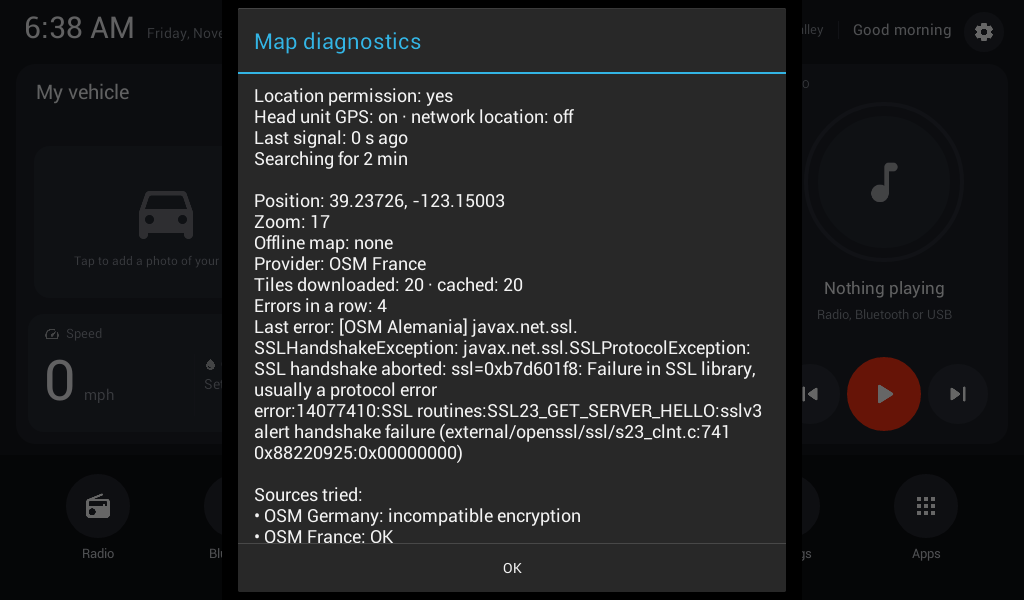 6:38 AM
Friday, Nove
lley
Good morning
My vehicle
Tap to add a photo of your
Speed
0 mph
Se
Map diagnostics
Location permission: yes
Head unit GPS: on · network location: off
Last signal: 0 s ago
Searching for 2 min
Position: 39.23726, -123.15003
Zoom: 17
Offline map: none
Provider: OSM France
Tiles downloaded: 20 · cached: 20
Errors in a row: 4
Last error: [OSM Alemania] javax.net.ssl.
SSLHandshakeException: javax.net.ssl.SSLProtocolException:
SSL handshake aborted: ssl=0xb7d601f8: Failure in SSL library,
usually a protocol error
error:14077410:SSL routines:SSL23_GET_SERVER_HELLO:sslv3
alert handshake failure (external/openssl/ssl/s23_clnt.c:741
0x88220925:0x00000000)
Sources tried:
• OSM Germany: incompatible encryption
• OSM France: OK
OK
o
Nothing playing
Radio, Bluetooth or USB
Radio
Bl
gs
Apps